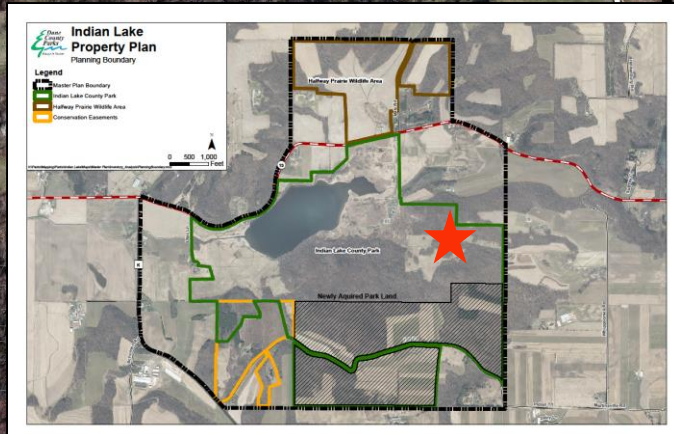 Dane
County
Parks
Indian Lake
Property Plan
Planning Boundary
Legend
Master Plan Boundary
Indian Lake County Park
Halfway Prairie Wildlife Area
Conservation Easements
0 500 1,000
Feet
Halfway Prairie Wildlife Area
19
Indian Lake County Park
Newly Aquired Park Land